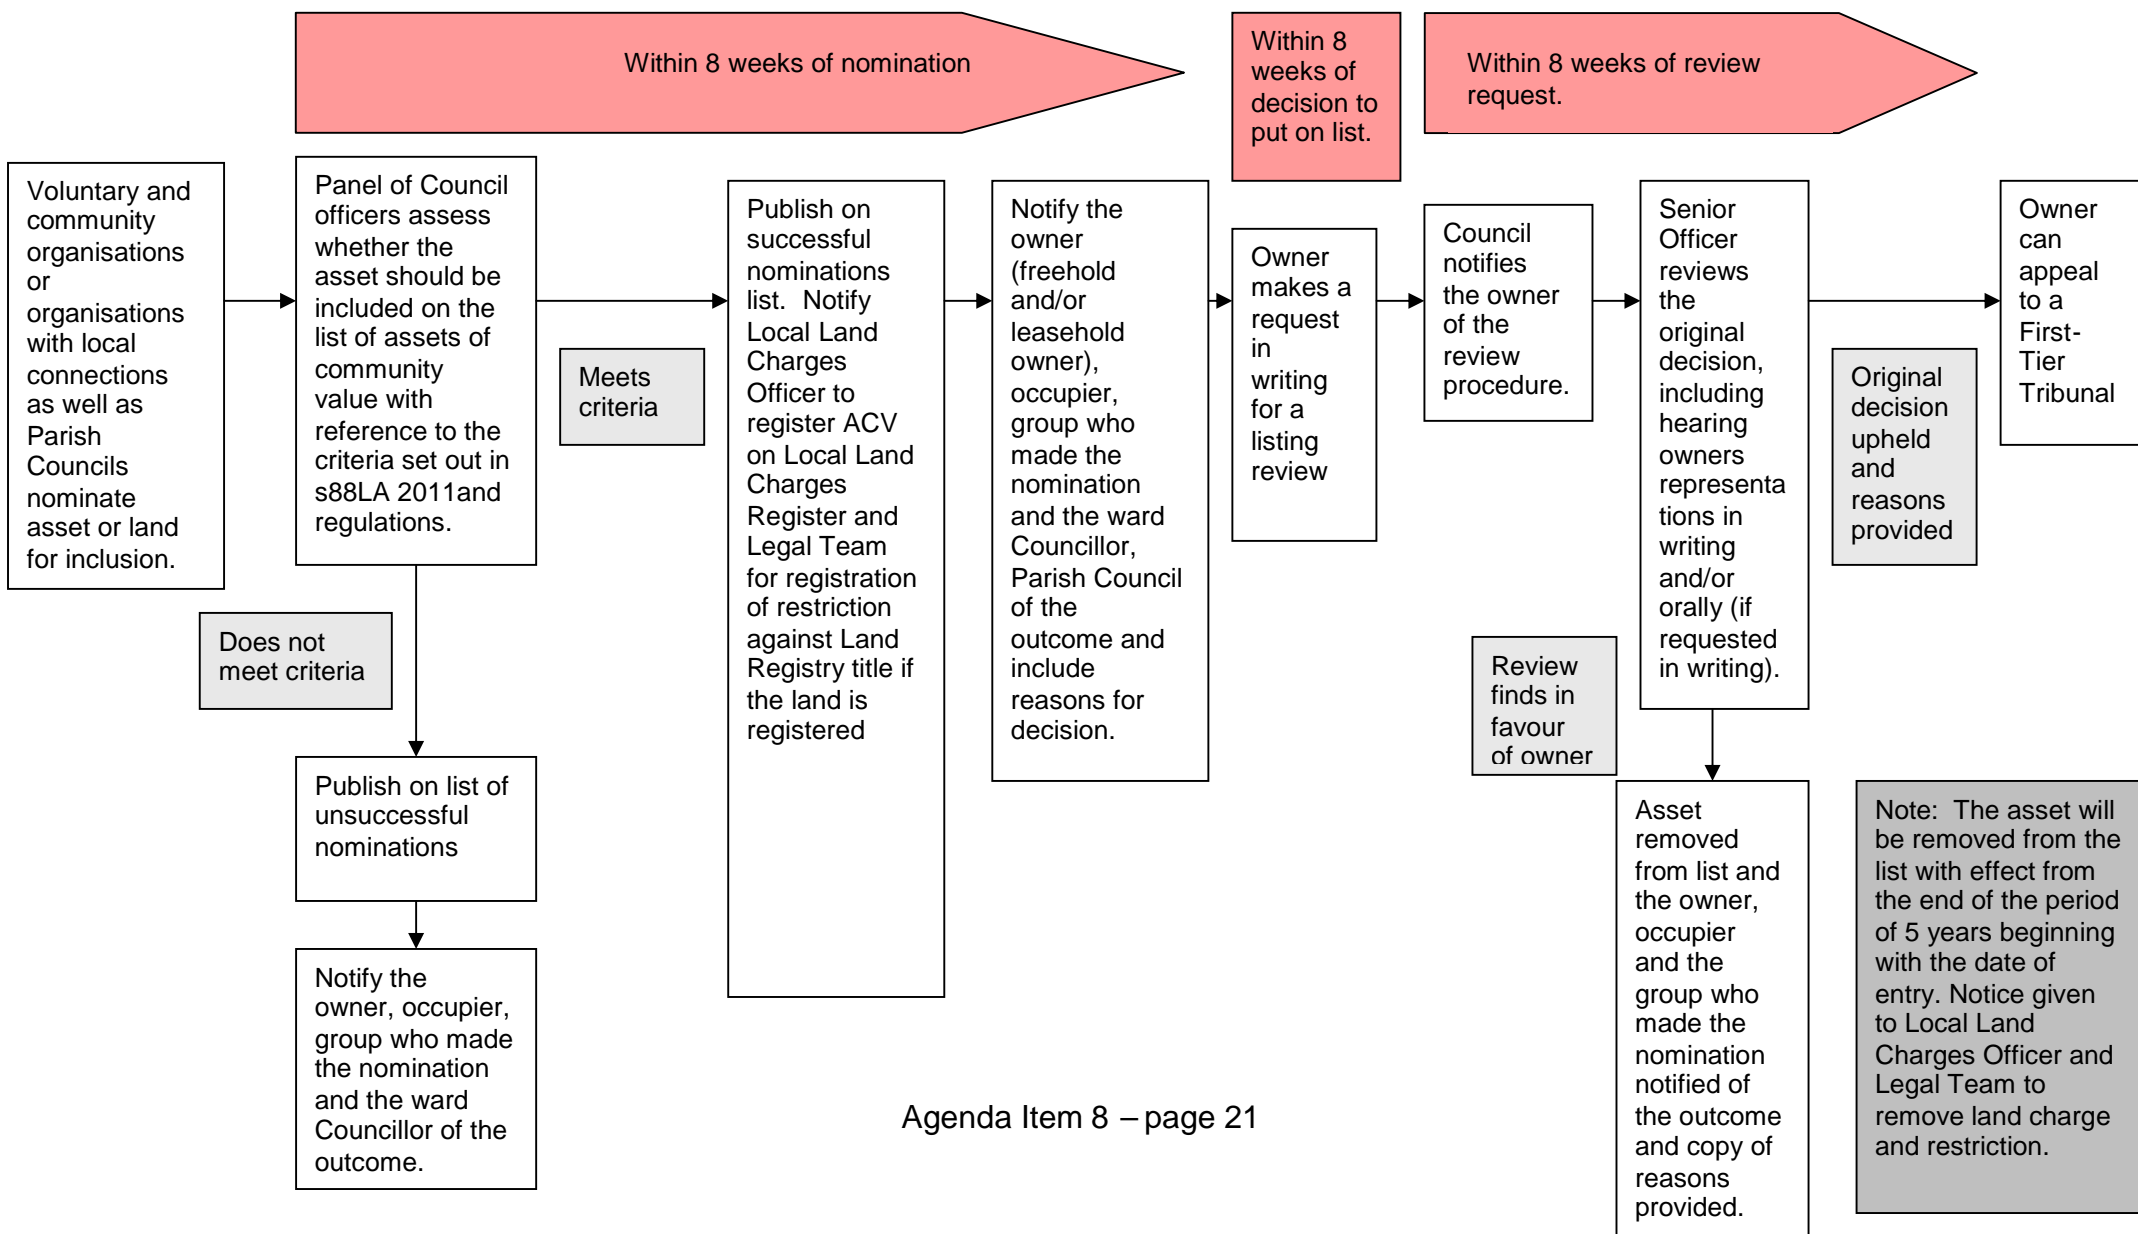 Within 8 weeks of nomination
Within 8
weeks of
decision to
put on list.
Within 8 weeks of review
request.
Voluntary and
community
organisations
or
organisations
with local
connections
as well as
Parish
Councils
nominate
asset or land
for inclusion.
Panel of Council
officers assess
whether the
asset should be
included on the
list of assets of
community
value with
reference to the
criteria set out in
s88LA 2011and
regulations.
Meets
criteria
Does not
meet criteria
Publish on list of
unsuccessful
nominations
Notify the
owner, occupier,
group who made
the nomination
and the ward
Councillor of the
outcome.
Publish on
successful
nominations
list.  Notify
Local Land
Charges
Officer to
register ACV
on Local Land
Charges
Register and
Legal Team
for registration
of restriction
against Land
Registry title if
the land is
registered
Notify the
owner
(freehold
and/or
leasehold
owner),
occupier,
group who
made the
nomination
and the ward
Councillor,
Parish Council
of the
outcome and
include
reasons for
decision.
Owner
makes a
request
in
writing
for a
listing
review
Council
notifies
the owner
of the
review
procedure.
Senior
Officer
reviews
the
original
decision,
including
hearing
owners
representa
tions in
writing
and/or
orally (if
requested
in writing).
Original
decision
upheld
and
reasons
provided
Owner
can
appeal
to a
First-
Tier
Tribunal
Review
finds in
favour
of owner
Asset
removed
from list and
the owner,
occupier
and the
group who
made the
nomination
notified of
the outcome
and copy of
reasons
provided.
Note:  The asset will
be removed from the
list with effect from
the end of the period
of 5 years beginning
with the date of
entry. Notice given
to Local Land
Charges Officer and
Legal Team to
remove land charge
and restriction.
Agenda Item 8 – page 21